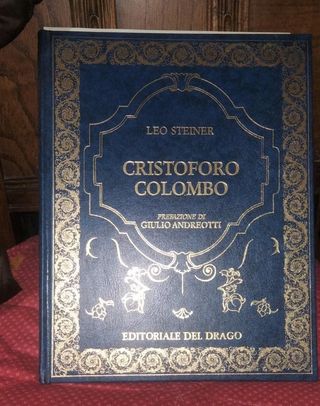 LEO STEINER
CRISTOFORO
COLOMBO
PREFAZIONE DI
GIULIO ANDREOTTI
EDITORIALE DEL DRAGO